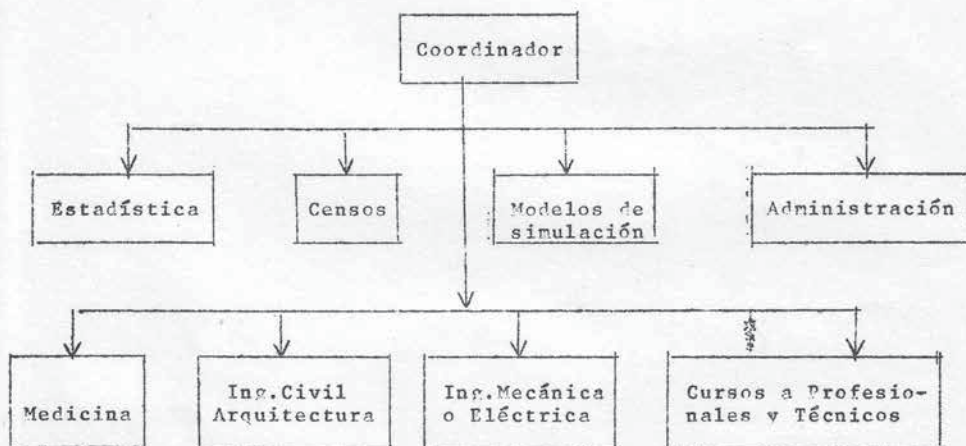 Coordinador
Estadística
Censos
Modelos de
simulación
Administración
Medicina
Ing.Civil
Arquitectura
Ing.Mecánica
o Eléctrica
Cursos a Profesio-
nales y Técnicos